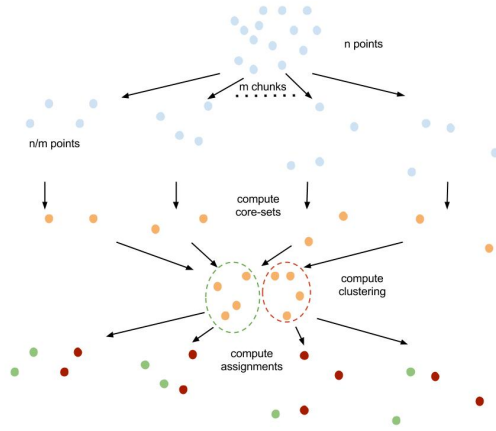 n points
m chunks
n/m points
compute
core-sets
compute
clustering
compute
assignments